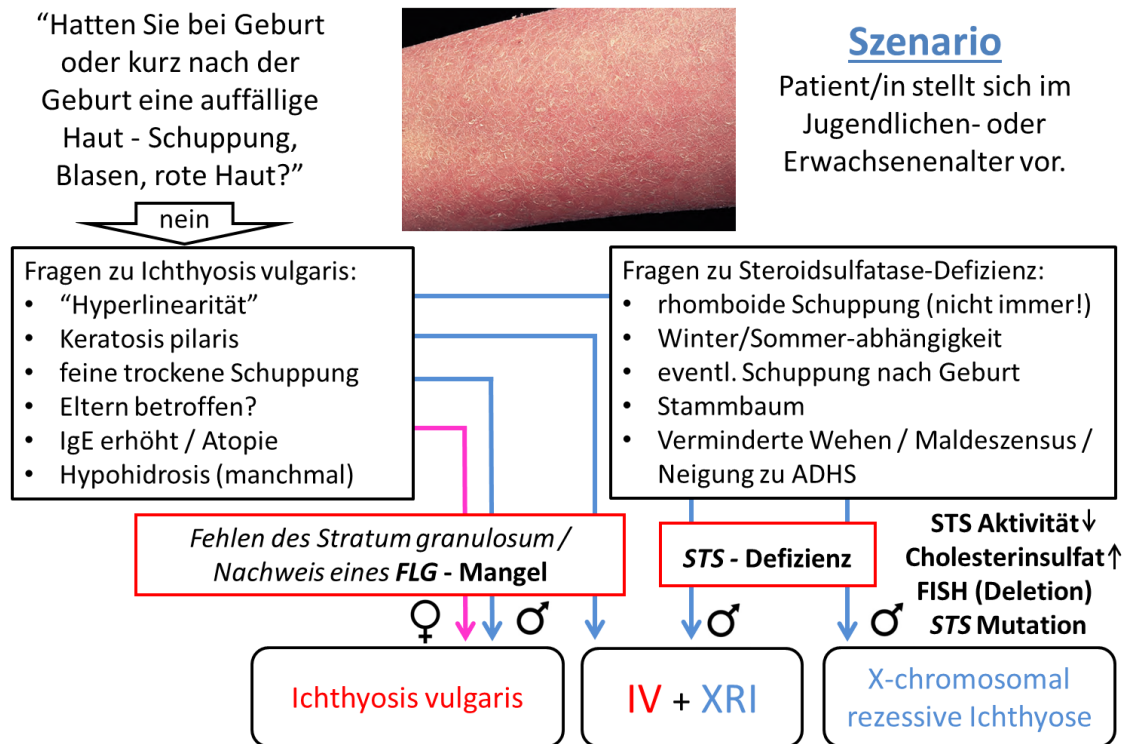 “Hatten Sie bei Geburt
oder kurz nach der
Geburt eine auffällige
Haut - Schuppung,
Blasen, rote Haut?”
nein
Szenario
Patient/in stellt sich im
Jugendlichen- oder
Erwachsenenalter vor.
Fragen zu Ichthyosis vulgaris:
• “Hyperlinearität”
• Keratosis pilaris
• feine trockene Schuppung
• Eltern betroffen?
• IgE erhöht / Atopie
• Hypohidrosis (manchmal)
Fragen zu Steroidsulfatase-Defizienz:
• rhomboide Schuppung (nicht immer!)
• Winter/Sommer-abhängigkeit
• eventl. Schuppung nach Geburt
• Stammbaum
• Verminderte Wehen / Maldeszensus /
Neigung zu ADHS
Fehlen des Stratum granulosum /
Nachweis eines FLG - Mangel
STS - Defizienz
STS Aktivität↓
Cholesterinsulfat↑
FISH (Deletion)
STS Mutation
♀ ♂ ♂ ♂
Ichthyosis vulgaris
IV + XRI
X-chromosomal
rezessive Ichthyose